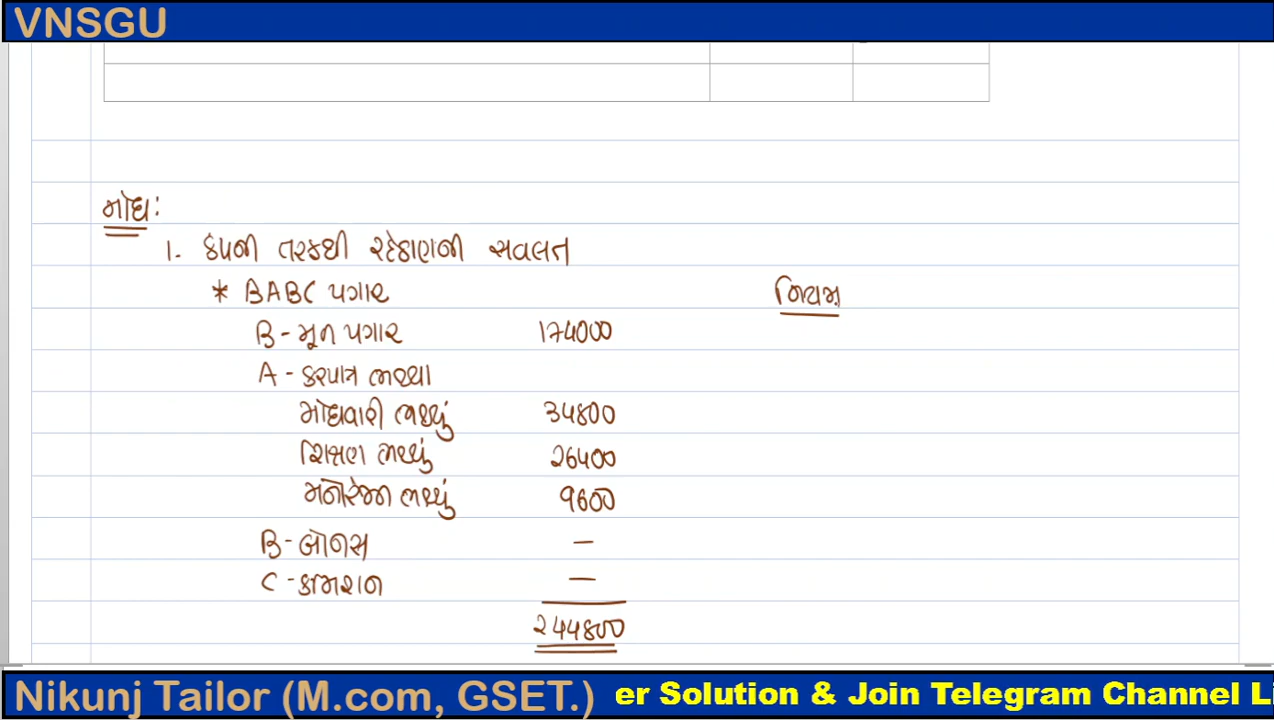 VNSGU
નોંધ:
1. કંપની તરફથી રહેઠાણની સવલત
* BABC પગાર
નિયમ
B - મૂળ પગાર 174000
A - કરપાત્ર ભથ્થા
મોંઘવારી ભથ્થું 34800
શિક્ષણ ભથ્થું 26400
મનોરંજન ભથ્થું 9600
B - બોનસ —
C - કમિશન —
244800
Nikunj Tailor (M.com, GSET.) er Solution & Join Telegram Channel Li